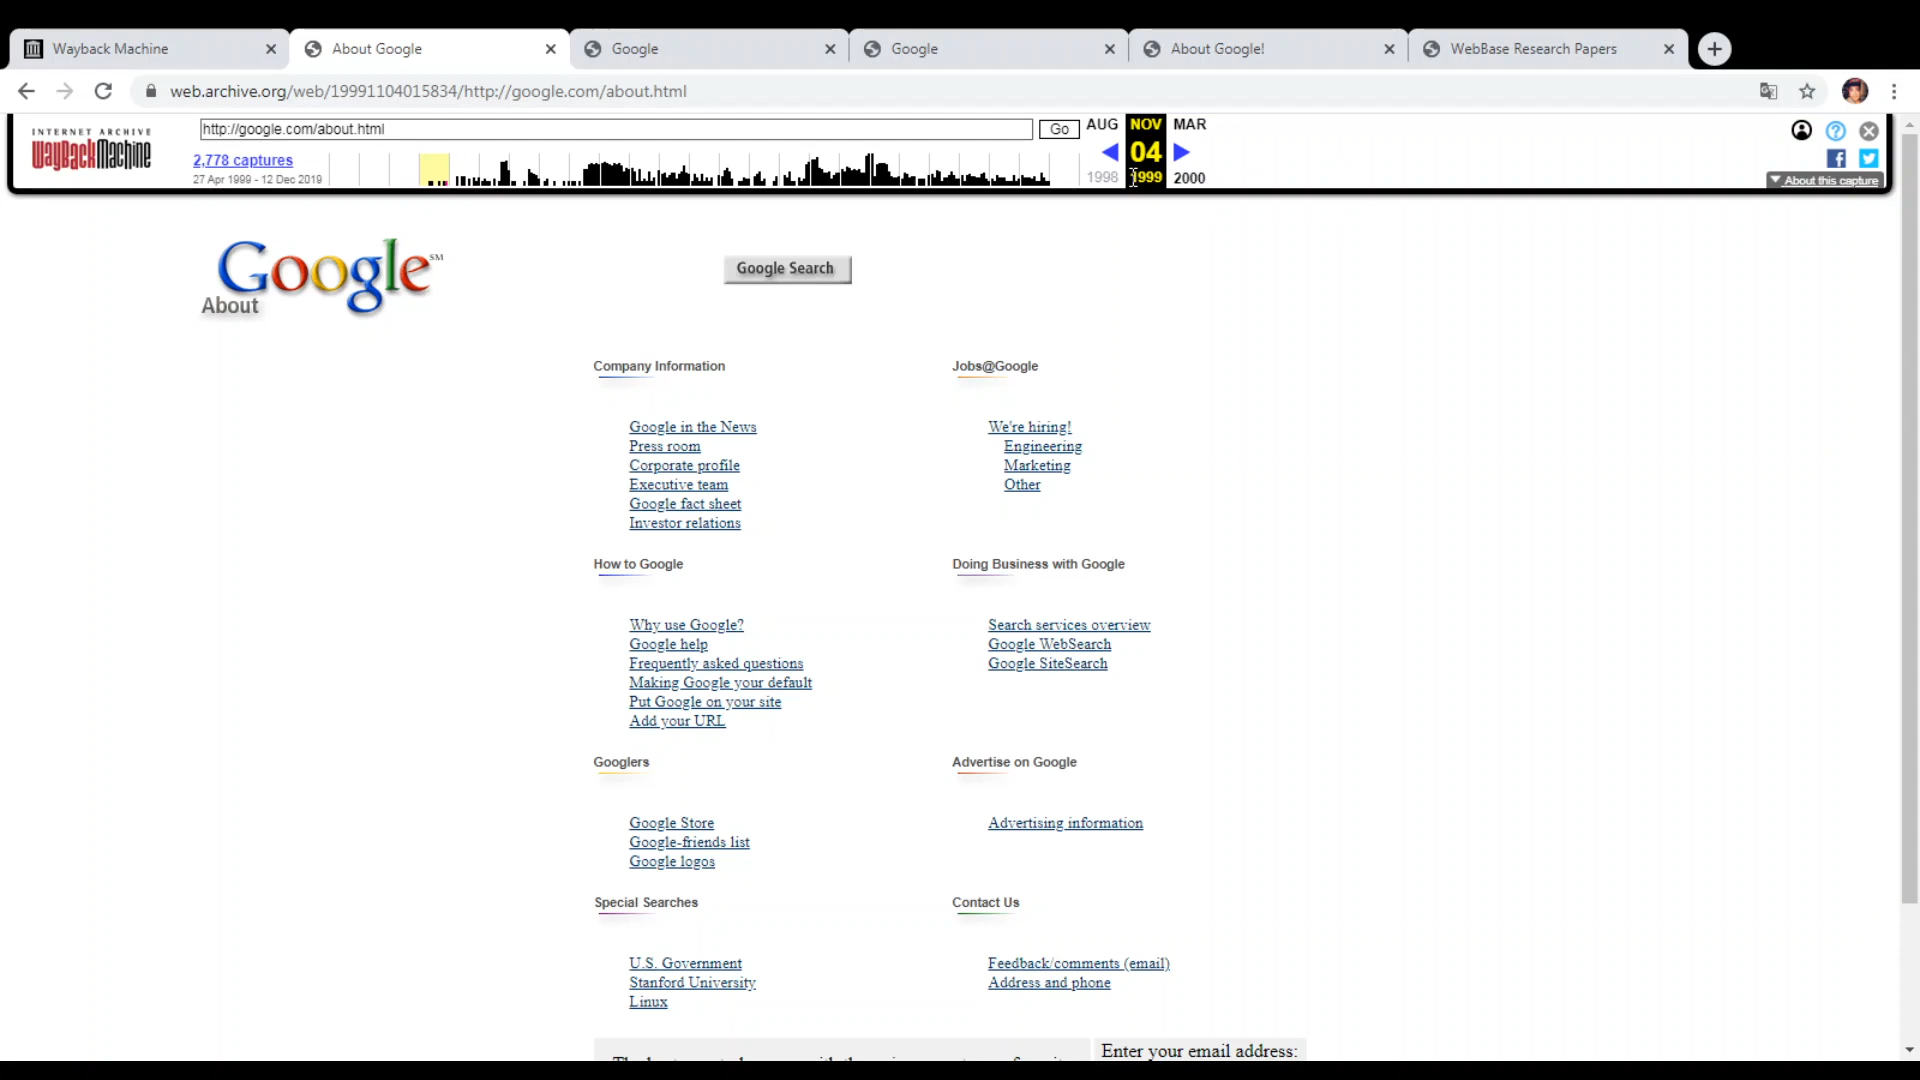 Wayback Machine
About Google
Google
Google
About Google!
WebBase Research Papers
web.archive.org/web/19991104015834/http://google.com/about.html
INTERNET ARCHIVE
WayBackMachine
http://google.com/about.html
Go
AUG NOV MAR
2,778 captures
04
27 Apr 1999 - 12 Dec 2019
1998 1999 2000
About this capture
Google SM
About
Google Search
Company Information
Google in the News
Press room
Corporate profile
Executive team
Google fact sheet
Investor relations
Jobs@Google
We're hiring!
Engineering
Marketing
Other
How to Google
Why use Google?
Google help
Frequently asked questions
Making Google your default
Put Google on your site
Add your URL
Doing Business with Google
Search services overview
Google WebSearch
Google SiteSearch
Googlers
Google Store
Google-friends list
Google logos
Advertise on Google
Advertising information
Special Searches
U.S. Government
Stanford University
Linux
Contact Us
Feedback/comments (email)
Address and phone
Enter your email address: